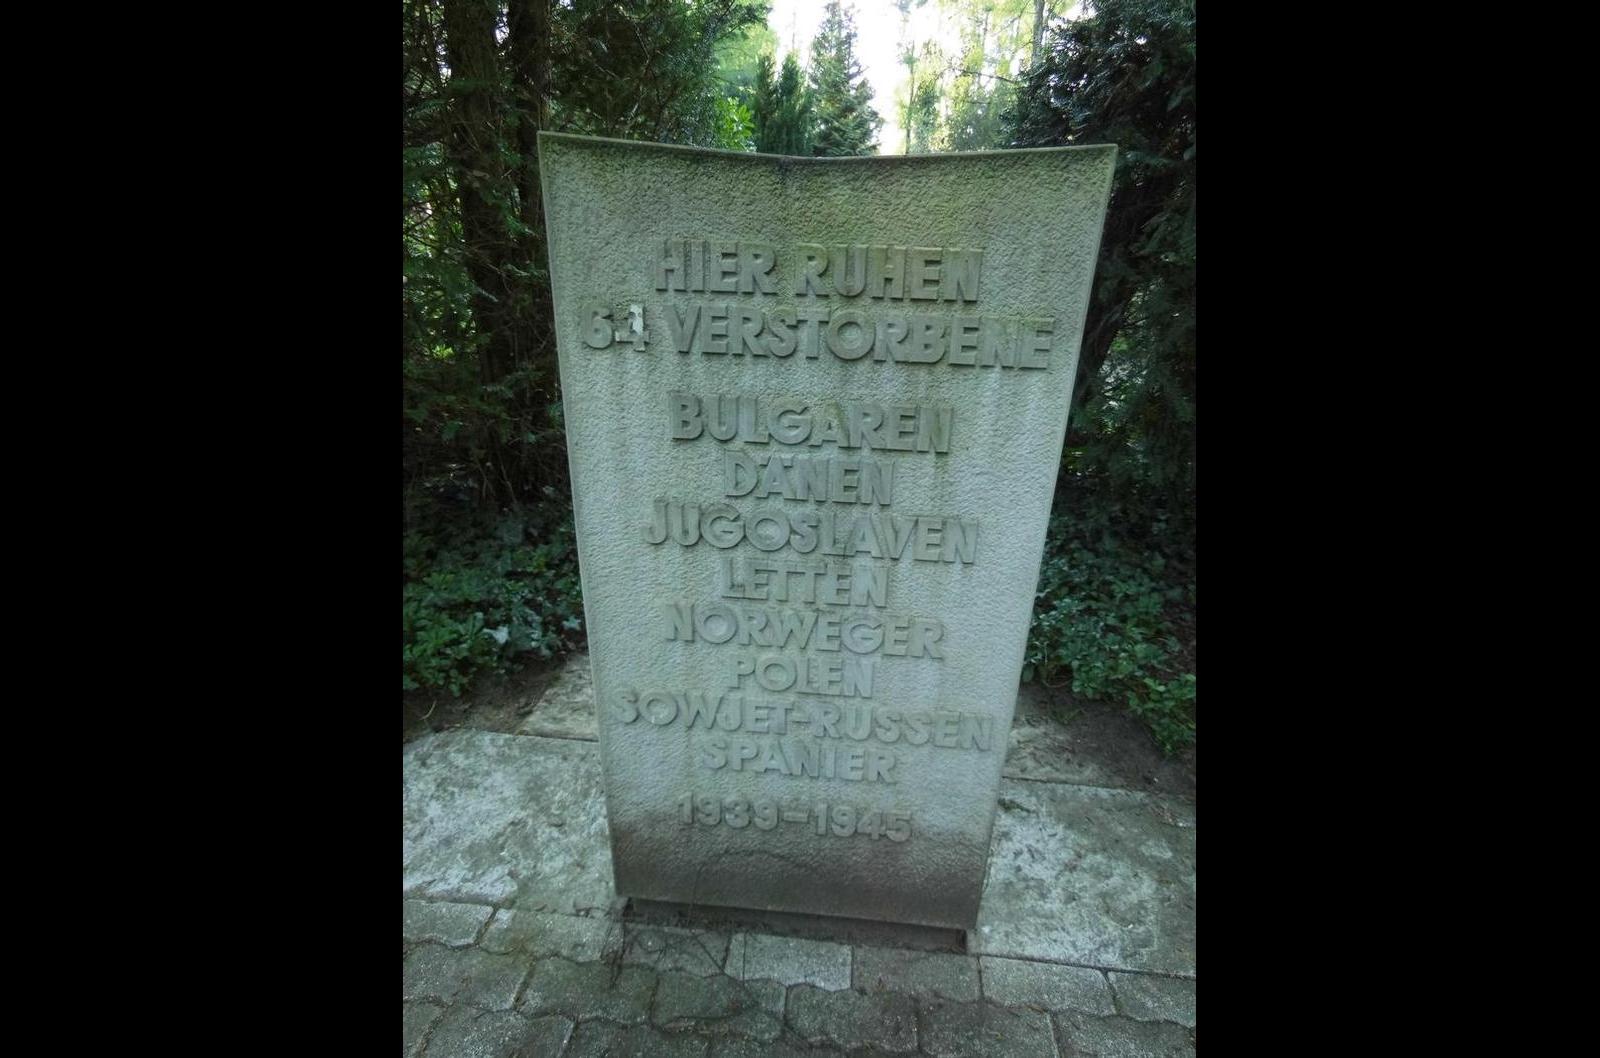 HIER RUHEN
64 VERSTORBENE
BULGAREN
DÄNEN
JUGOSLAVEN
LETTEN
NORWEGER
POLEN
SOWJET-RUSSEN
SPANIER
1939-1945